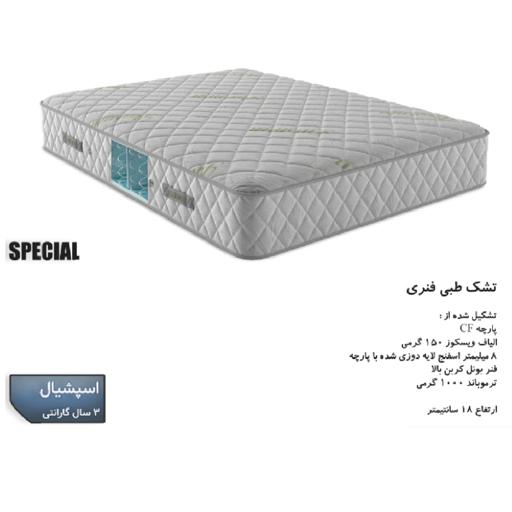 SPECIAL
تشک طبی فنری
تشکیل شده از :
پارچه CF
الیاف ویسکوز ۱۵۰ گرمی
۸ میلیمتر اسفنج لایه دوزی شده با پارچه
فنر بونل کربن بالا
ترموباند ۱۰۰۰ گرمی
ارتفاع ۱۸ سانتیمتر
اسپشیال
۳ سال گارانتی